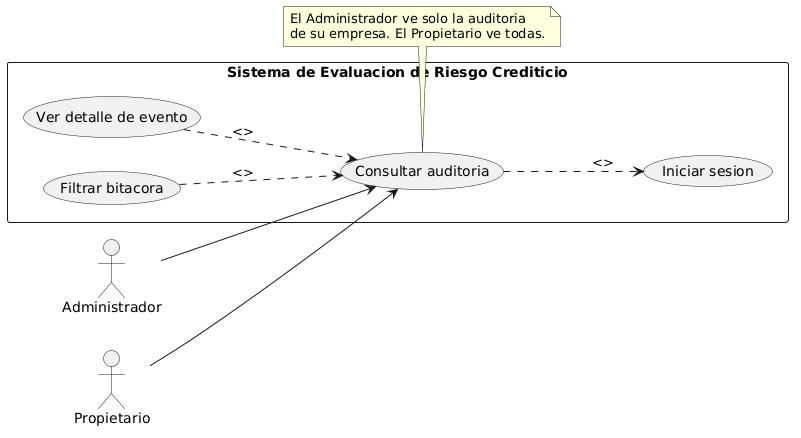 El Administrador ve solo la auditoria
de su empresa. El Propietario ve todas.
Sistema de Evaluacion de Riesgo Crediticio
Ver detalle de evento
<>
Filtrar bitacora
<>
Consultar auditoria
<>
Iniciar sesion
Administrador
Propietario